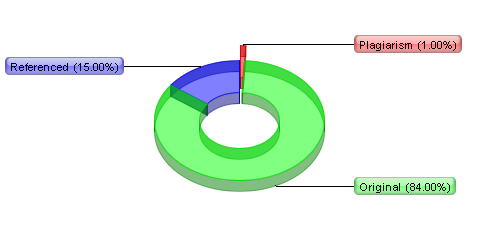 Plagiarism (1.00%)
Referenced (15.00%)
Original (84.00%)